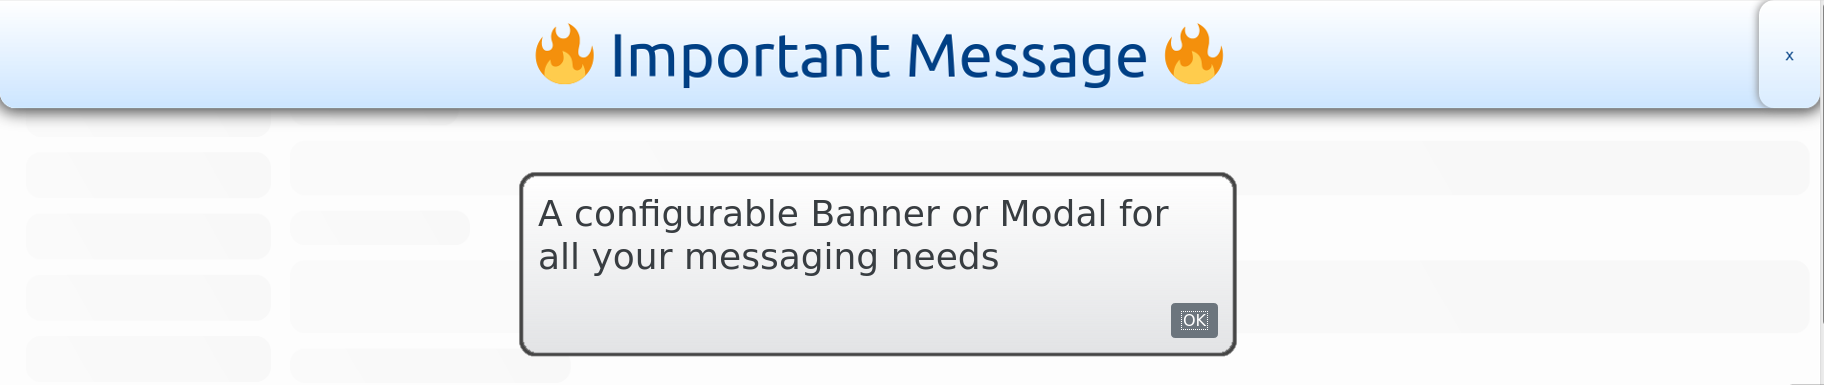 🔥 Important Message 🔥
x
A configurable Banner or Modal for
all your messaging needs
OK